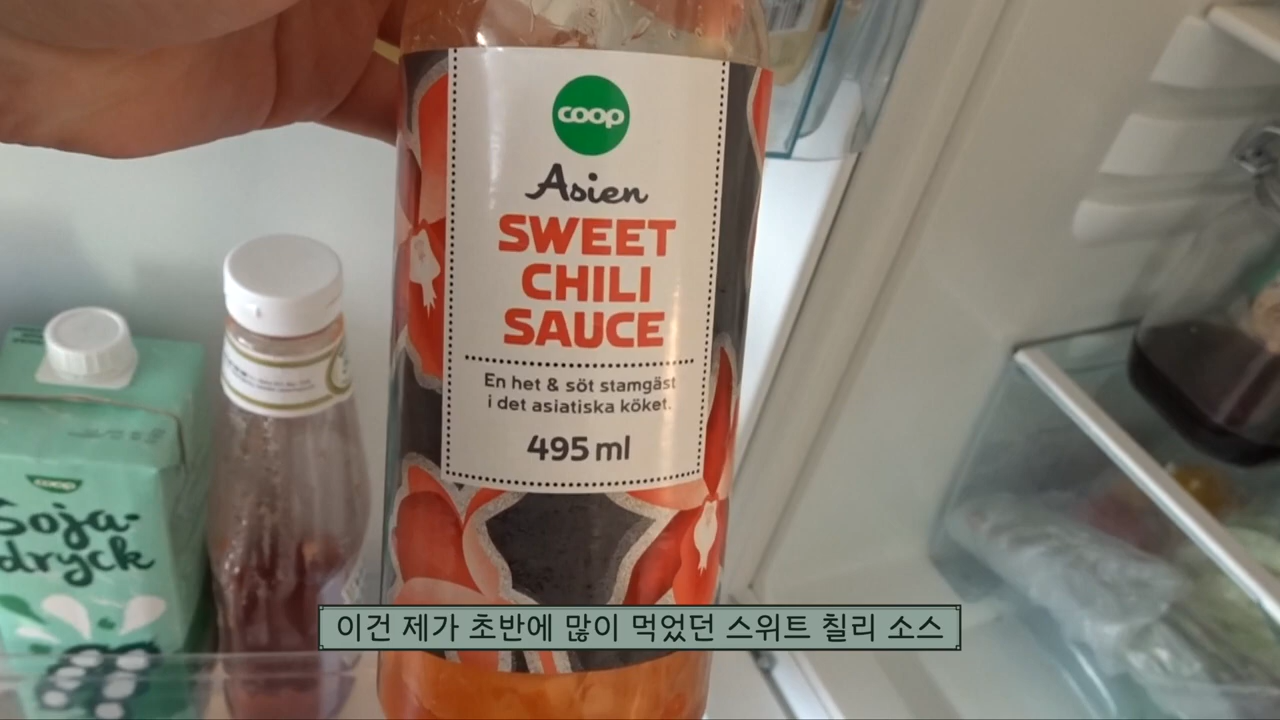 coop
Asien
SWEET
CHILI
SAUCE
En het & söt stamgäst
i det asiatiska köket.
495 ml
coop
Soja-
dryck
이건 제가 초반에 많이 먹었던 스위트 칠리 소스